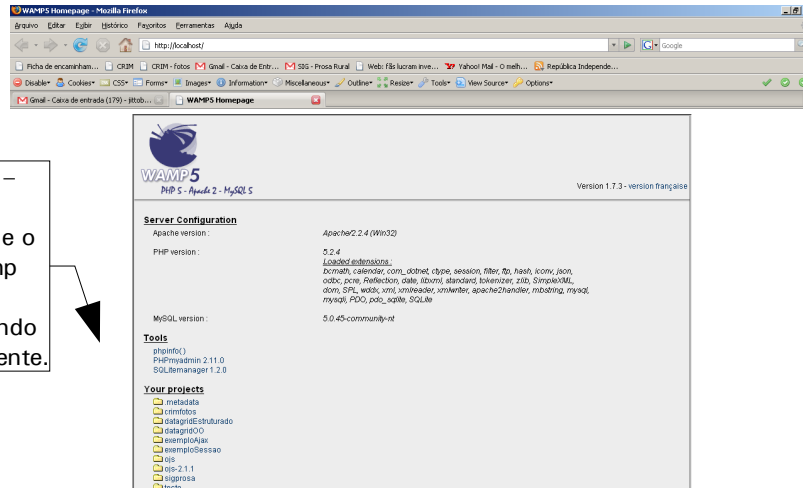 WAMP5 Homepage - Mozilla Firefox
Arquivo Editar Exibir Histórico Favoritos Ferramentas Ajuda
http://localhost/
Google
Ficha de encaminham... CRIM CRIM - fotos Gmail - Caixa de Entr... SIG - Prosa Rural Web: fãs lucram inve... Yahoo! Mail - O melh... República Independe...
Disable Cookies CSS Forms Images Information Miscellaneous Outline Resize Tools View Source Options
Gmail - Caixa de entrada (179) - jittob... WAMP5 Homepage
WAMP5
PHP 5 - Apache 2 - MySQL 5
Version 1.7.3 - version française
–
e o
ando
ente.
Server Configuration
Apache version : Apache/2.2.4 (Win32)
PHP version : 5.2.4
Loaded extensions :
bcmath, calendar, com_dotnet, ctype, session, filter, ftp, hash, iconv, json,
odbc, pcre, Reflection, date, libxml, standard, tokenizer, zlib, SimpleXML,
dom, SPL, wddx, xml, xmlreader, xmlwriter, apache2handler, mbstring, mysql,
mysqli, PDO, pdo_sqlite, SQLite
MySQL version : 5.0.45-community-nt
Tools
phpinfo()
PHPmyadmin 2.11.0
SQLitemanager 1.2.0
Your projects
.metadata
crimfotos
datagridEstruturado
datagridOO
exemploAjax
exemploSessao
ojs
ojs-2.1.1
sigprosa